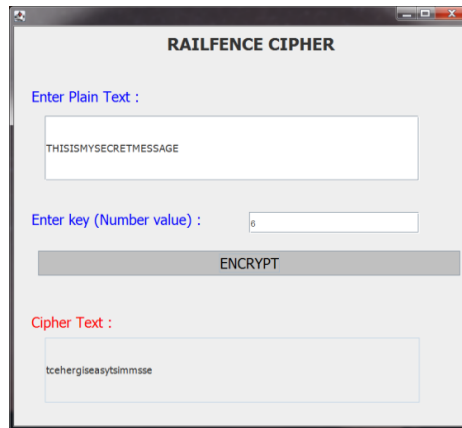 RAILFENCE CIPHER
Enter Plain Text :
THISISMYSECRETMESSAGE
Enter key (Number value) :
6
ENCRYPT
Cipher Text :
tcehergiseasytsimmsse